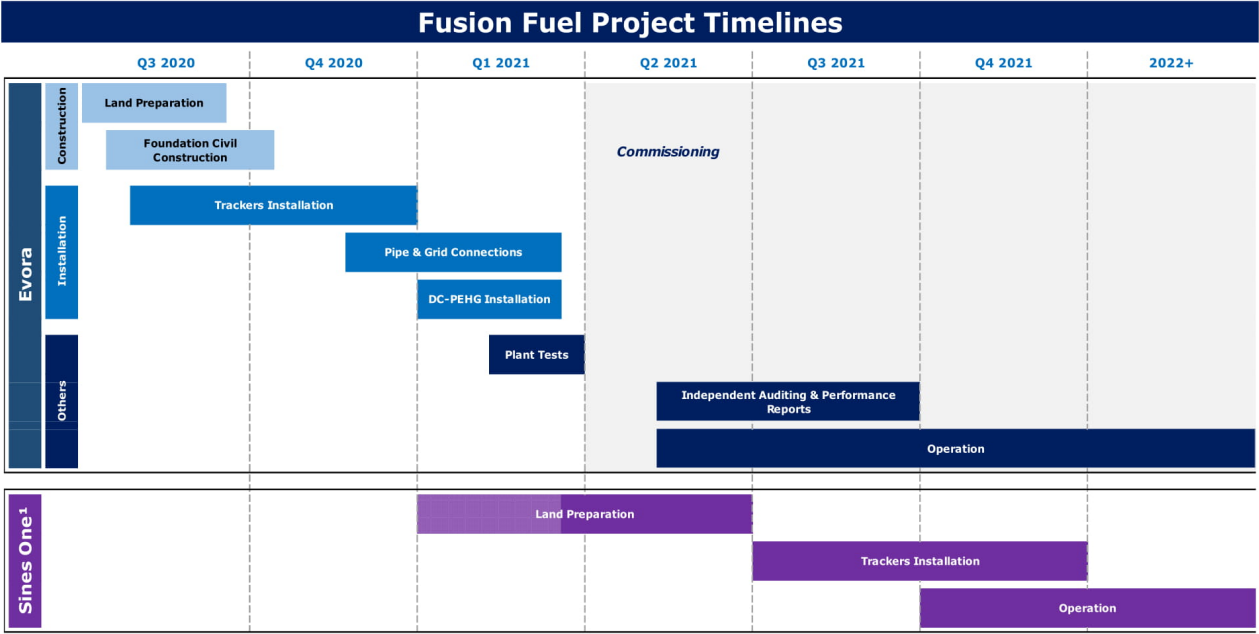 Fusion Fuel Project Timelines
Q3 2020
Q4 2020
Q1 2021
Q2 2021
Q3 2021
Q4 2021
2022+
Evora
Construction
Land Preparation
Foundation Civil
Construction
Commissioning
Installation
Trackers Installation
Pipe & Grid Connections
DC-PEHG Installation
Others
Plant Tests
Independent Auditing & Performance
Reports
Operation
Sines One¹
Land Preparation
Trackers Installation
Operation